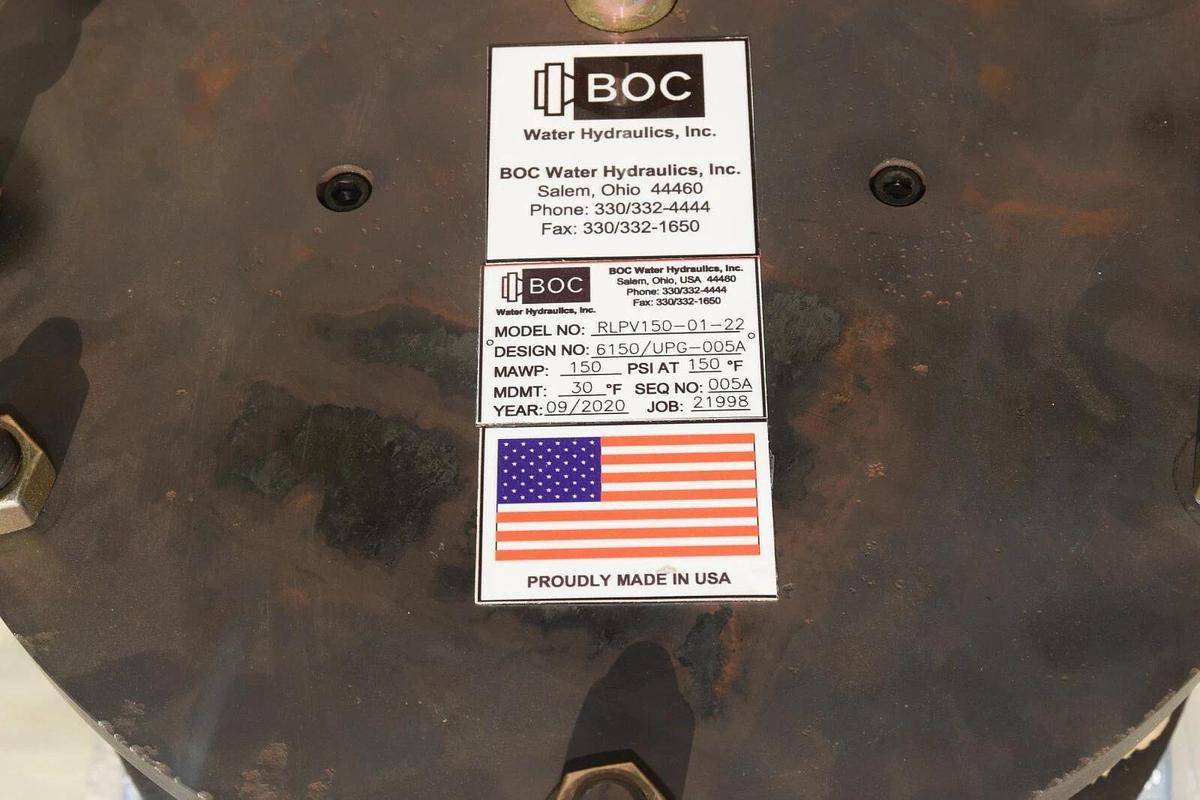 BOC
Water Hydraulics, Inc.
BOC Water Hydraulics, Inc.
Salem, Ohio 44460
Phone: 330/332-4444
Fax: 330/332-1650
BOC
Water Hydraulics, Inc.
BOC Water Hydraulics, Inc.
Salem, Ohio, USA 44460
Phone: 330/332-4444
Fax: 330/332-1650
MODEL NO: RLPV150-01-22
DESIGN NO: 6150/UPG-005A
MAWP: 150 PSI AT 150 °F
MDMT: 30 °F SEQ NO: 005A
YEAR: 09/2020 JOB: 21998
PROUDLY MADE IN USA